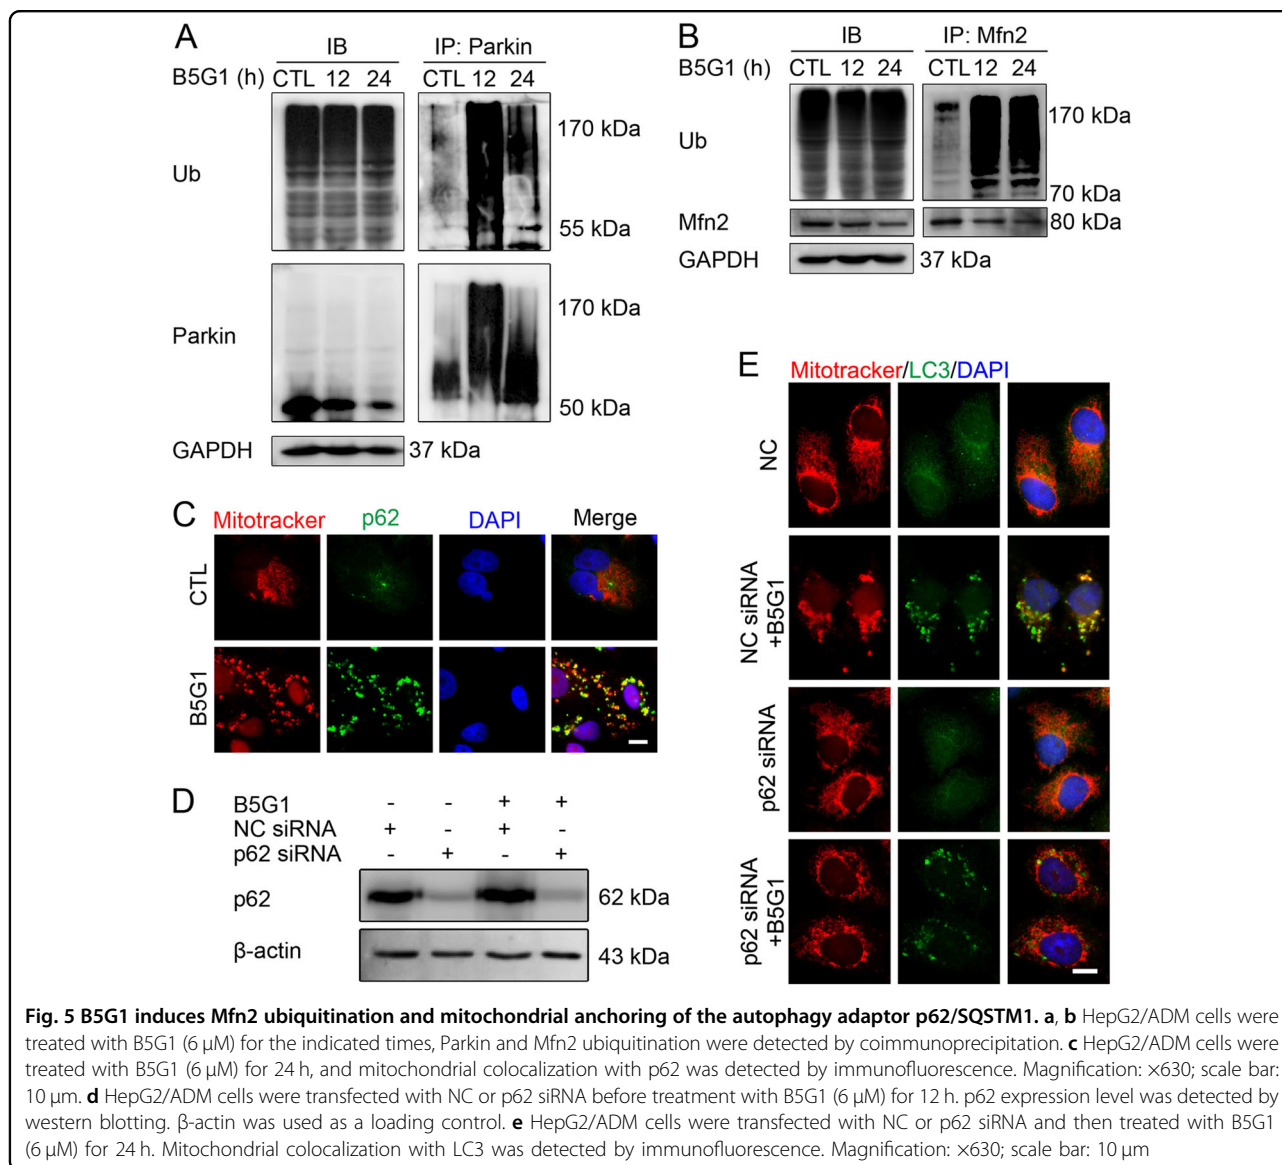 A
IB
IP: Parkin
B5G1 (h)
CTL 12 24
CTL 12 24
170 kDa
Ub
55 kDa
170 kDa
Parkin
50 kDa
GAPDH
37 kDa
B
IB
IP: Mfn2
B5G1 (h)
CTL 12 24
CTL 12 24
170 kDa
Ub
70 kDa
Mfn2
80 kDa
GAPDH
37 kDa
C
Mitotracker
p62
DAPI
Merge
CTL
B5G1
D
B5G1 - - + +
NC siRNA + - + -
p62 siRNA - + - +
p62
62 kDa
β-actin
43 kDa
E
Mitotracker/LC3/DAPI
NC
NC siRNA
+B5G1
p62 siRNA
p62 siRNA
+B5G1
Fig. 5 B5G1 induces Mfn2 ubiquitination and mitochondrial anchoring of the autophagy adaptor p62/SQSTM1. a, b HepG2/ADM cells were
treated with B5G1 (6 μM) for the indicated times, Parkin and Mfn2 ubiquitination were detected by coimmunoprecipitation. c HepG2/ADM cells were
treated with B5G1 (6 μM) for 24 h, and mitochondrial colocalization with p62 was detected by immunofluorescence. Magnification: ×630; scale bar:
10 μm. d HepG2/ADM cells were transfected with NC or p62 siRNA before treatment with B5G1 (6 μM) for 12 h. p62 expression level was detected by
western blotting. β-actin was used as a loading control. e HepG2/ADM cells were transfected with NC or p62 siRNA and then treated with B5G1
(6 μM) for 24 h. Mitochondrial colocalization with LC3 was detected by immunofluorescence. Magnification: ×630; scale bar: 10 μm